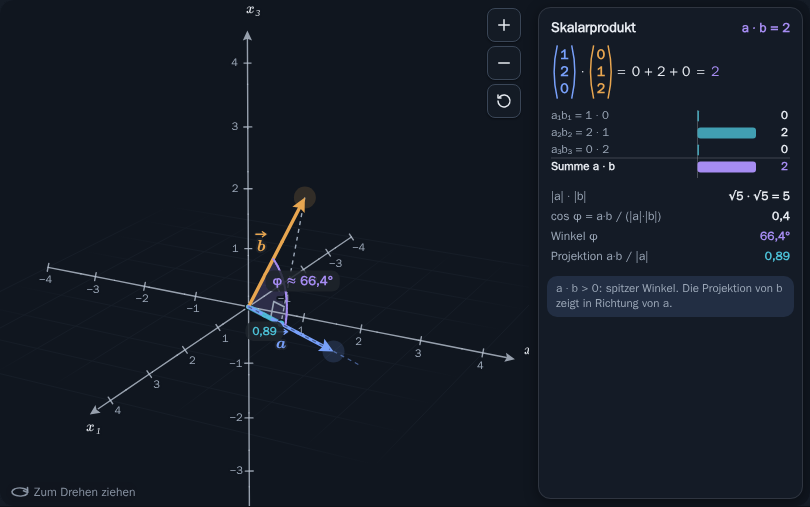 x₃
+
−
4
3
2
1
b
−4
−3
φ ≈ 66,4°
−4
−3
−2
−1
−1
0,89
a
1
1
2
2
3
3
4
4
−1
−2
−3
x₁
Zum Drehen ziehen
Skalarprodukt a · b = 2
(1 2 0) · (0 1 2) = 0 + 2 + 0 = 2
a₁b₁ = 1 · 0 0
a₂b₂ = 2 · 1 2
a₃b₃ = 0 · 2 0
Summe a · b 2
|a| · |b| √5 · √5 = 5
cos φ = a·b / (|a|·|b|) 0,4
Winkel φ 66,4°
Projektion a·b / |a| 0,89
a · b > 0: spitzer Winkel. Die Projektion von b
zeigt in Richtung von a.